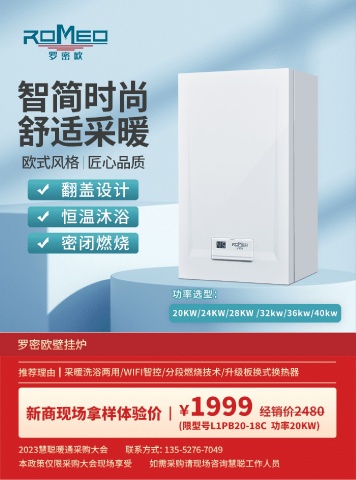 ROMEO
罗密欧
智简时尚
舒适采暖
欧式风格 | 匠心品质
翻盖设计
恒温沐浴
密闭燃烧
ROMEO
功率选型：
20KW/24KW/28KW /32kw/36kw/40kw
罗密欧壁挂炉
推荐理由 | 采暖洗浴两用/WIFI智控/分段燃烧技术/升级板换式换热器
新商现场拿样体验价 | ¥1999 经销价2480
(限型号L1PB20-18C 功率20KW)
2023慧聪暖通采购大会 联系方式: 135-5276-7049
本政策仅限采购大会现场享受 如需采购请现场咨询慧聪工作人员